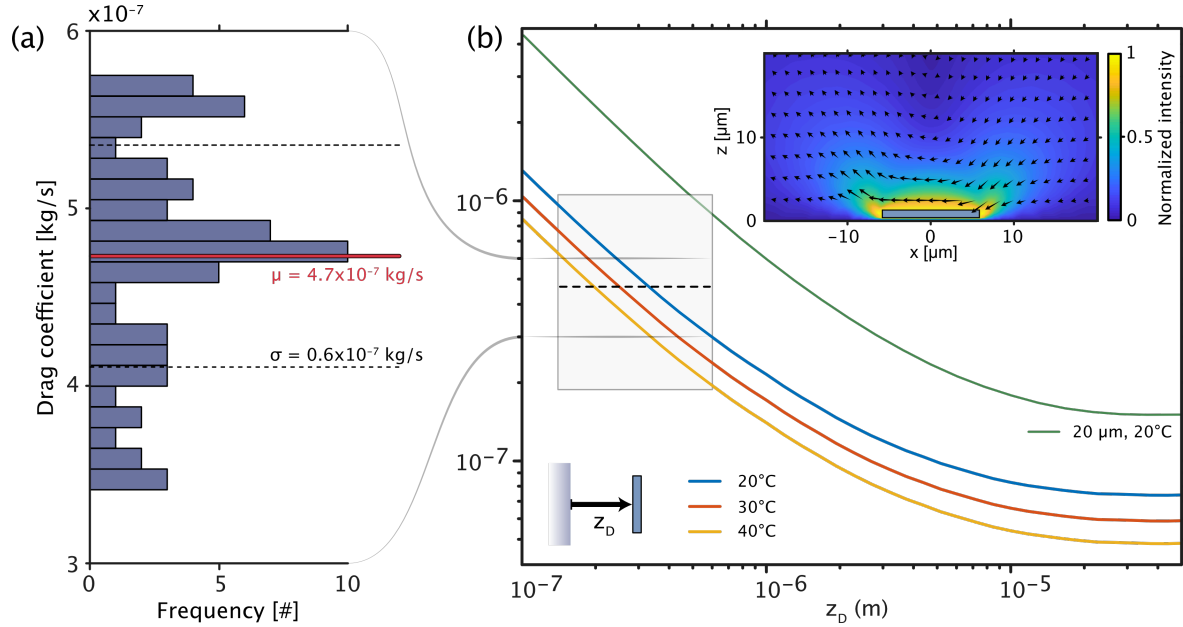 (a)
x10⁻⁷
6
5
4
3
Drag coefficient [kg/s]
μ = 4.7x10⁻⁷ kg/s
σ = 0.6x10⁻⁷ kg/s
0
5
10
Frequency [#]
(b)
10⁻⁶
10⁻⁷
10⁻⁷
10⁻⁶
10⁻⁵
z_D (m)
z [μm]
10
0
−10
0
10
x [μm]
1
0.5
0
Normalized intensity
20 μm, 20°C
z_D
20°C
30°C
40°C